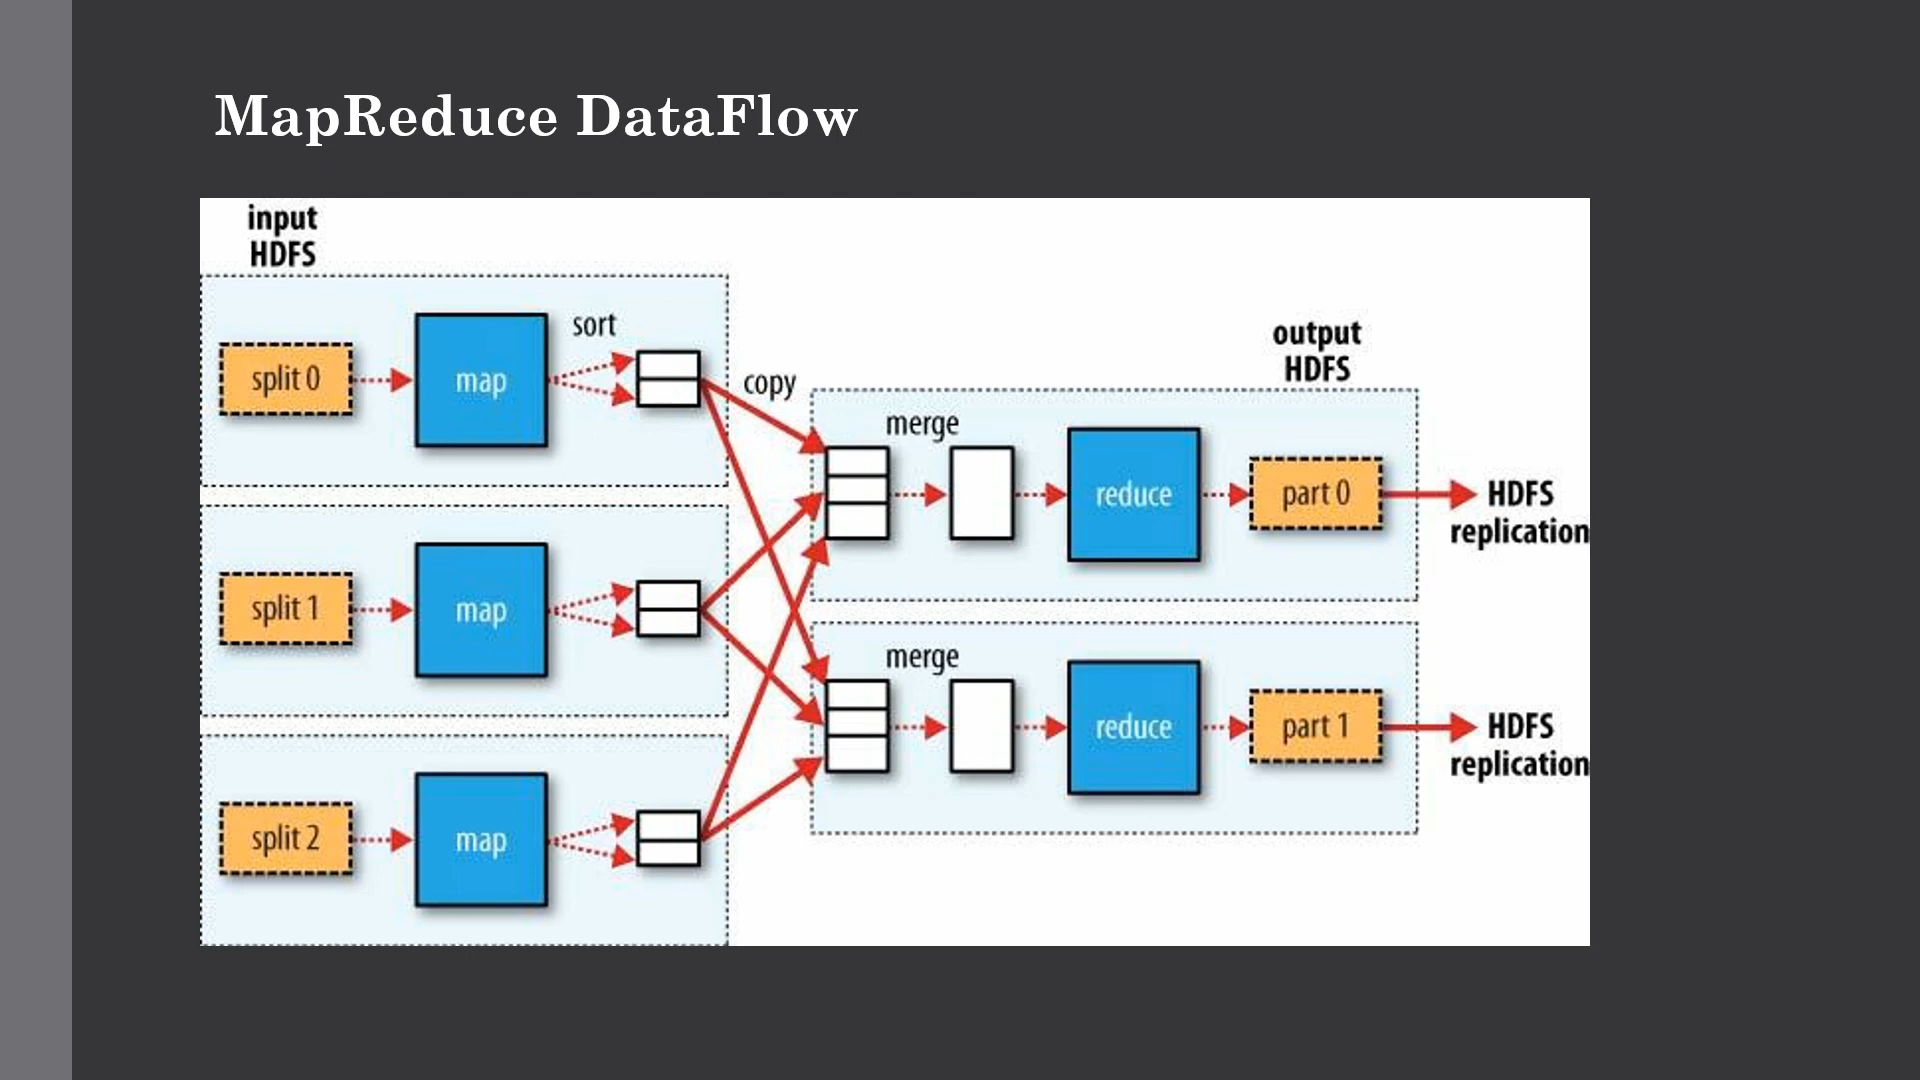 MapReduce DataFlow
input
HDFS
split 0
map
sort
copy
split 1
map
split 2
map
output
HDFS
merge
reduce
part 0
HDFS
replication
merge
reduce
part 1
HDFS
replication